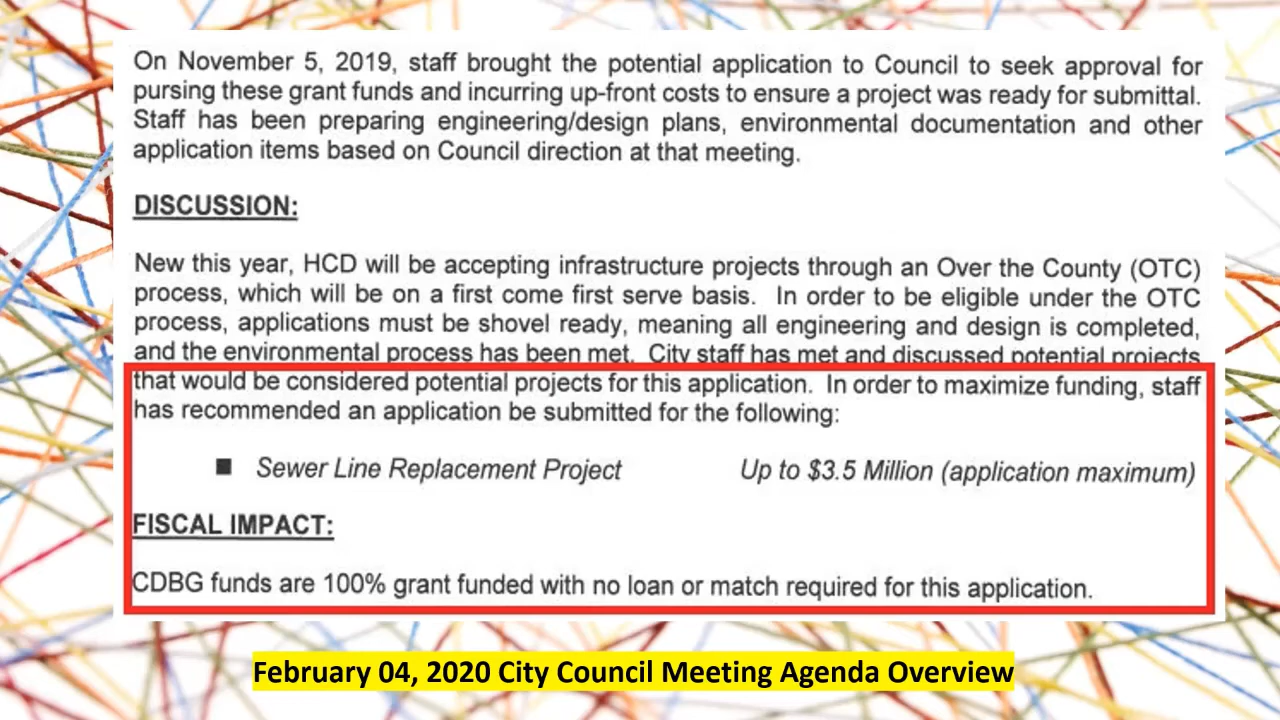 On November 5, 2019, staff brought the potential application to Council to seek approval for
pursing these grant funds and incurring up-front costs to ensure a project was ready for submittal.
Staff has been preparing engineering/design plans, environmental documentation and other
application items based on Council direction at that meeting.
DISCUSSION:
New this year, HCD will be accepting infrastructure projects through an Over the County (OTC)
process, which will be on a first come first serve basis. In order to be eligible under the OTC
process, applications must be shovel ready, meaning all engineering and design is completed,
and the environmental process has been met. City staff has met and discussed potential projects
that would be considered potential projects for this application. In order to maximize funding, staff
has recommended an application be submitted for the following:
■ Sewer Line Replacement Project Up to $3.5 Million (application maximum)
FISCAL IMPACT:
CDBG funds are 100% grant funded with no loan or match required for this application.
February 04, 2020 City Council Meeting Agenda Overview